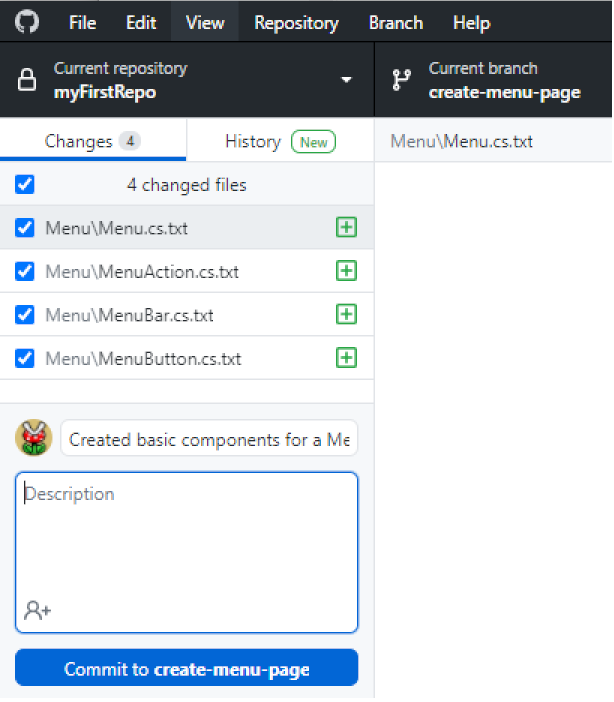 File Edit View Repository Branch Help
Current repository
myFirstRepo
Current branch
create-menu-page
Changes 4
History New
Menu\Menu.cs.txt
4 changed files
Menu\Menu.cs.txt
Menu\MenuAction.cs.txt
Menu\MenuBar.cs.txt
Menu\MenuButton.cs.txt
Created basic components for a Me
Description
Commit to create-menu-page